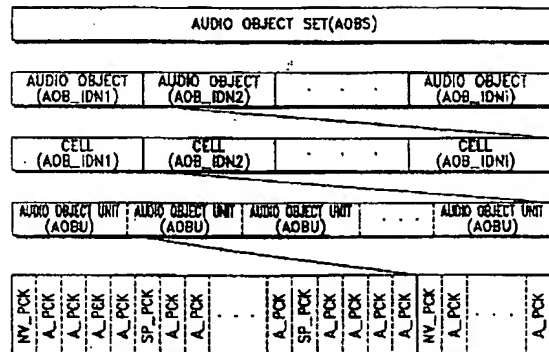 AUDIO OBJECT SET(AOBS)
AUDIO OBJECT AUDIO OBJECT . . . AUDIO OBJECT
(AOB_IDN1) (AOB_IDN2) (AOB_IDNi)
CELL CELL . . . CELL
(AOB_IDN1) (AOB_IDN2) (AOB_IDNi)
AUDIO OBJECT UNIT AUDIO OBJECT UNIT AUDIO OBJECT UNIT . . . AUDIO OBJECT UNIT
(AOBU) (AOBU) (AOBU) (AOBU)
NV_PCK A_PCK A_PCK A_PCK A_PCK SP_PCK A_PCK A_PCK . . . A_PCK SP_PCK A_PCK A_PCK A_PCK A_PCK NV_PCK A_PCK . . . A_PCK